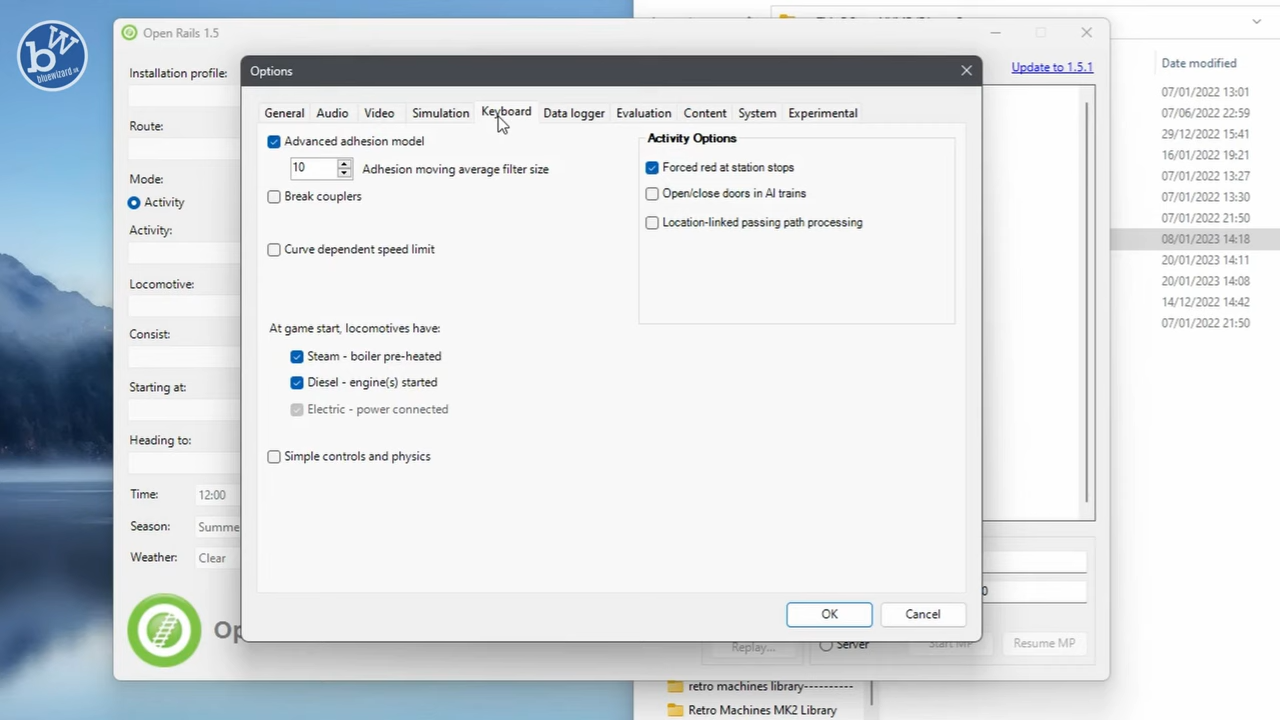 bw
bluewizard
Open Rails 1.5
Update to 1.5.1
Installation profile:
Route:
Mode:
Activity
Activity:
Locomotive:
Consist:
Starting at:
Heading to:
Time:
12:00
Season:
Summe
Weather:
Clear
Op
Options
General
Audio
Video
Simulation
Keyboard
Data logger
Evaluation
Content
System
Experimental
Advanced adhesion model
10
Adhesion moving average filter size
Break couplers
Curve dependent speed limit
At game start, locomotives have:
Steam - boiler pre-heated
Diesel - engine(s) started
Electric - power connected
Simple controls and physics
Activity Options
Forced red at station stops
Open/close doors in AI trains
Location-linked passing path processing
OK
Cancel
0
Replay...
Server
Start MP
Resume MP
Date modified
07/01/2022 13:01
07/06/2022 22:59
29/12/2022 15:41
16/01/2022 19:21
07/01/2022 13:27
07/01/2022 13:30
07/01/2022 21:50
08/01/2023 14:18
20/01/2023 14:11
20/01/2023 14:08
14/12/2022 14:42
07/01/2022 21:50
retro machines library----------
Retro Machines MK2 Library